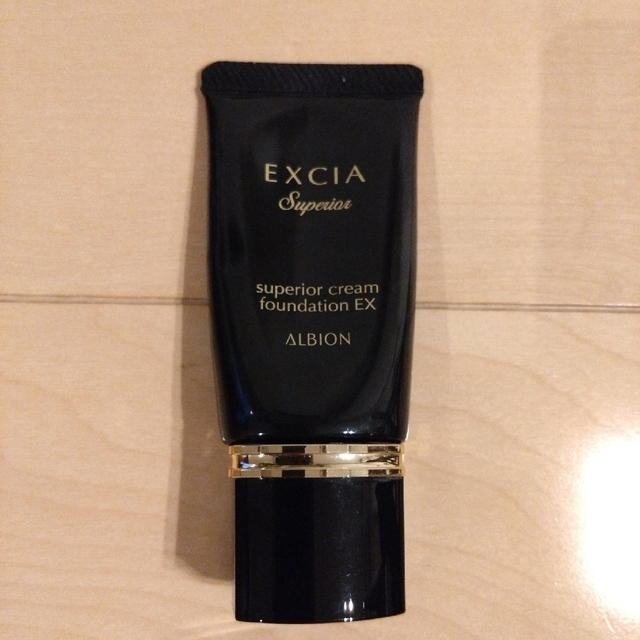 EXCIA
Superior
superior cream
foundation EX
ALBION